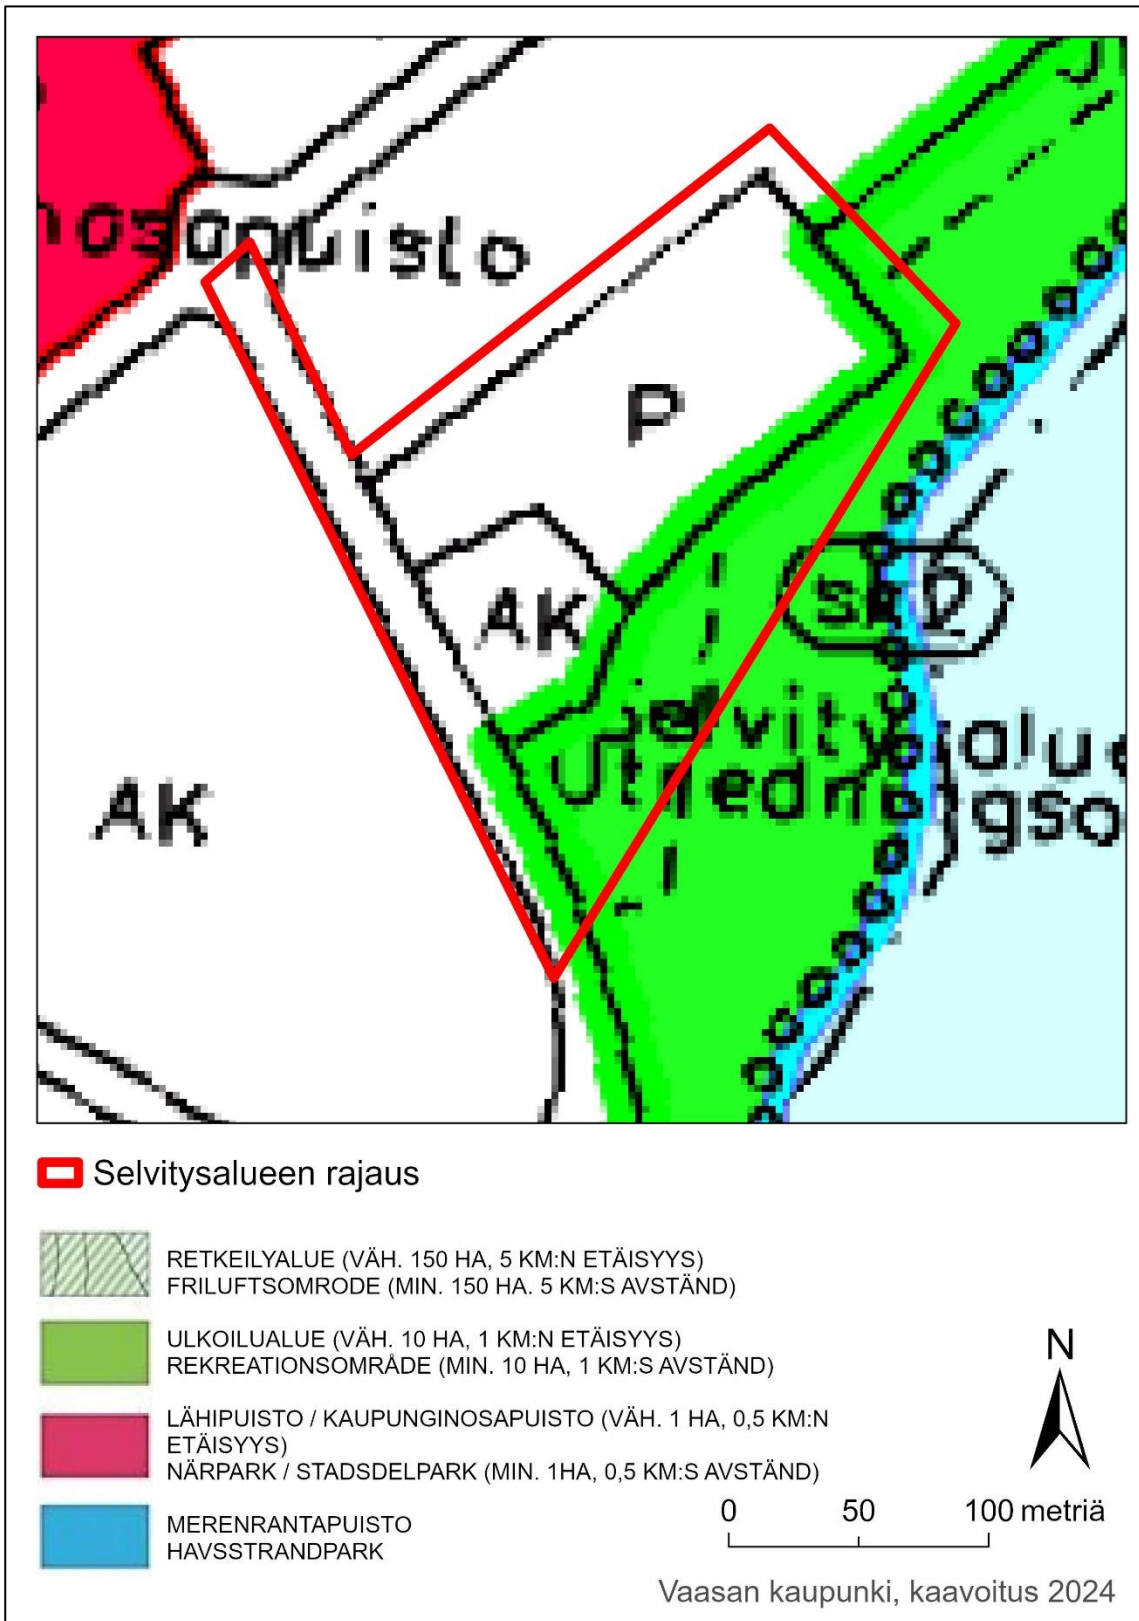 nosapuislo
P
AK
AK
Selvitysalue
Utredningso
Selvitysalueen rajaus
RETKEILYALUE (VÄH. 150 HA, 5 KM:N ETÄISYYS)
FRILUFTSOMRODE (MIN. 150 HA. 5 KM:S AVSTÄND)
ULKOILUALUE (VÄH. 10 HA, 1 KM:N ETÄISYYS)
REKREATIONSOMRÅDE (MIN. 10 HA, 1 KM:S AVSTÄND)
LÄHIPUISTO / KAUPUNGINOSAPUISTO (VÄH. 1 HA, 0,5 KM:N
ETÄISYYS)
NÄRPARK / STADSDELPARK (MIN. 1HA, 0,5 KM:S AVSTÄND)
MERENRANTAPUISTO
HAVSSTRANDPARK
N
0 50 100 metriä
Vaasan kaupunki, kaavoitus 2024